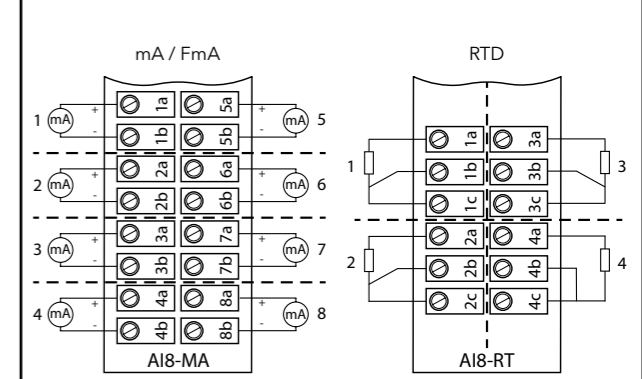 mA / FmA
RTD
1 mA + 1a 5a + mA 5
- 1b 5b -
2 mA + 2a 6a + mA 6
- 2b 6b -
3 mA + 3a 7a + mA 7
- 3b 7b -
4 mA + 4a 8a + mA 8
- 4b 8b -
AI8-MA
1a 3a
1 1b 3b 3
1c 3c
2a 4a
2 2b 4b 4
2c 4c
AI8-RT